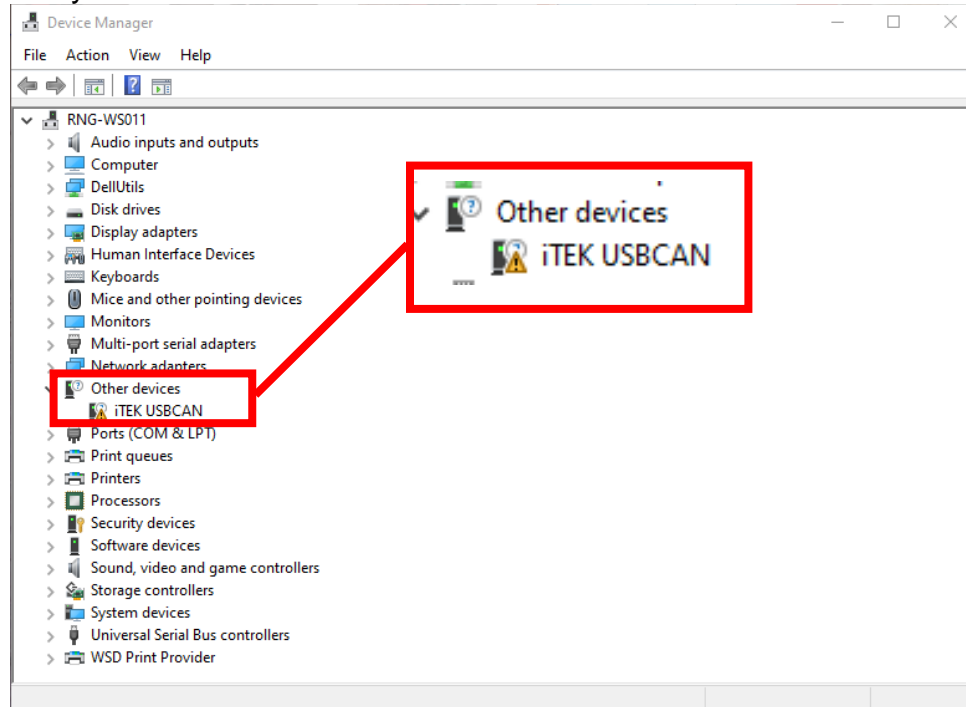 Device Manager
File Action View Help
RNG-WS011
Audio inputs and outputs
Computer
DellUtils
Disk drives
Display adapters
Human Interface Devices
Keyboards
Mice and other pointing devices
Monitors
Multi-port serial adapters
Network adapters
Other devices
iTEK USBCAN
Ports (COM & LPT)
Print queues
Printers
Processors
Security devices
Software devices
Sound, video and game controllers
Storage controllers
System devices
Universal Serial Bus controllers
WSD Print Provider
Other devices
iTEK USBCAN